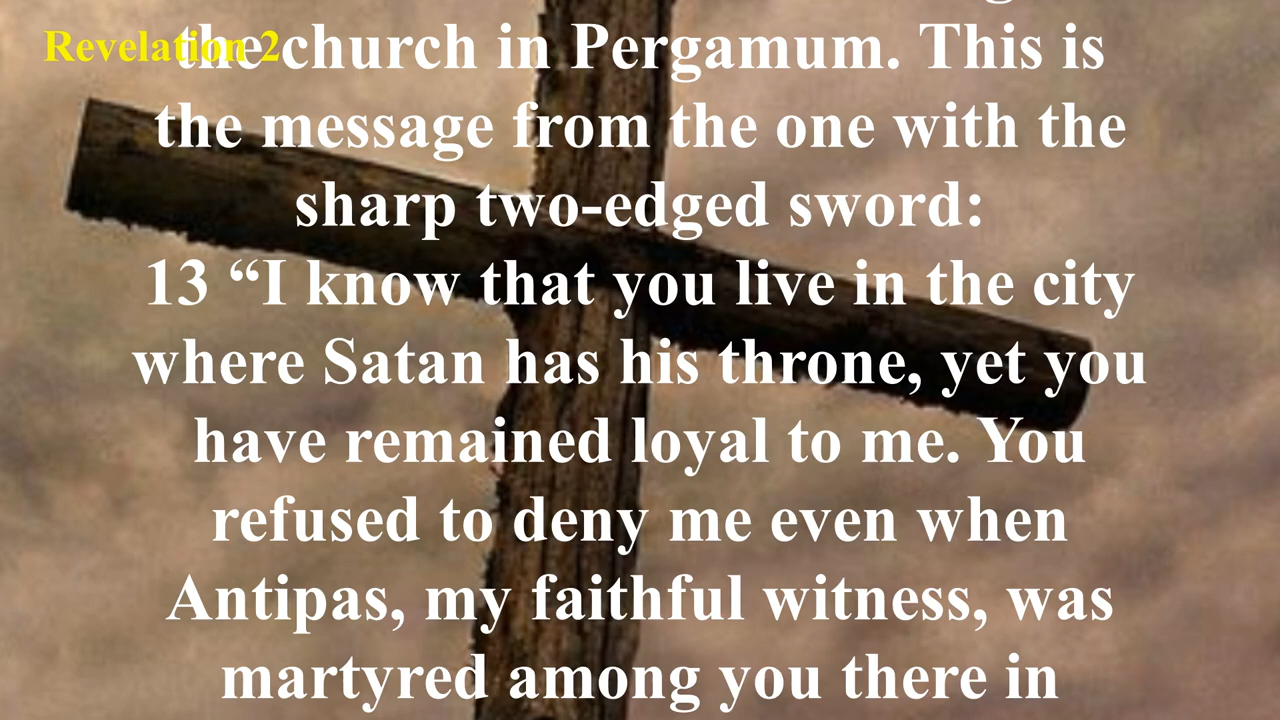 Revelation 2
the church in Pergamum. This is
the message from the one with the
sharp two-edged sword:
13 “I know that you live in the city
where Satan has his throne, yet you
have remained loyal to me. You
refused to deny me even when
Antipas, my faithful witness, was
martyred among you there in